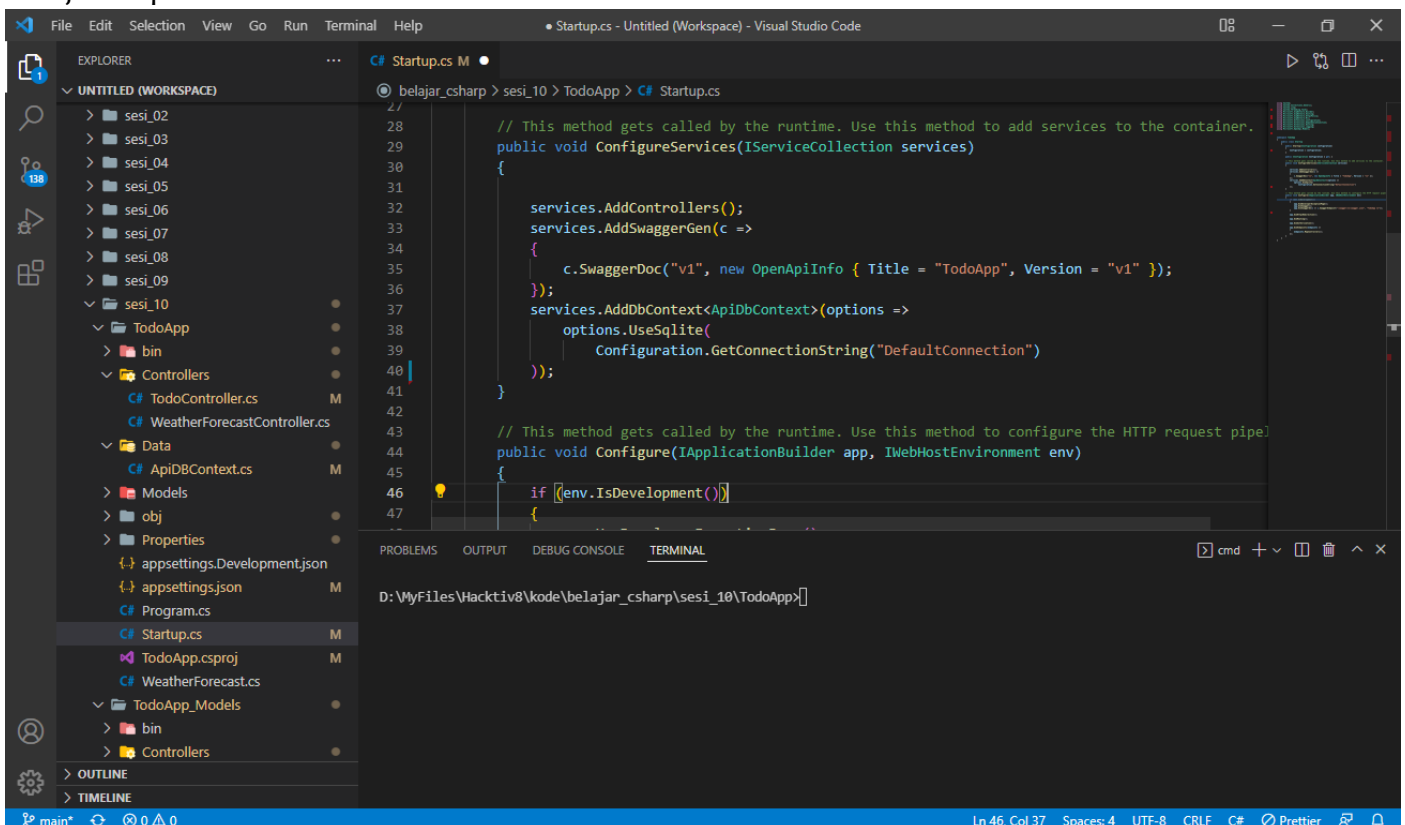 File Edit Selection View Go Run Terminal Help
● Startup.cs - Untitled (Workspace) - Visual Studio Code
EXPLORER
UNTITLED (WORKSPACE)
sesi_02
sesi_03
sesi_04
sesi_05
sesi_06
sesi_07
sesi_08
sesi_09
sesi_10
TodoApp
bin
Controllers
C# TodoController.cs M
C# WeatherForecastController.cs
Data
C# ApiDBContext.cs M
Models
obj
Properties
{..} appsettings.Development.json
{..} appsettings.json M
C# Program.cs
C# Startup.cs M
TodoApp.csproj M
C# WeatherForecast.cs
TodoApp_Models
bin
Controllers
OUTLINE
TIMELINE
1
138
C# Startup.cs M ●
belajar_csharp > sesi_10 > TodoApp > C# Startup.cs
27
28 // This method gets called by the runtime. Use this method to add services to the container.
29 public void ConfigureServices(IServiceCollection services)
30 {
31
32 services.AddControllers();
33 services.AddSwaggerGen(c =>
34 {
35 c.SwaggerDoc("v1", new OpenApiInfo { Title = "TodoApp", Version = "v1" });
36 });
37 services.AddDbContext<ApiDbContext>(options =>
38 options.UseSqlite(
39 Configuration.GetConnectionString("DefaultConnection")
40 ));
41 }
42
43 // This method gets called by the runtime. Use this method to configure the HTTP request pipel
44 public void Configure(IApplicationBuilder app, IWebHostEnvironment env)
45 {
46 if (env.IsDevelopment())
47 {
PROBLEMS OUTPUT DEBUG CONSOLE TERMINAL
cmd
D:\MyFiles\Hacktiv8\kode\belajar_csharp\sesi_10\TodoApp>
main* 0 0
Ln 46, Col 37 Spaces: 4 UTF-8 CRLF C# Prettier